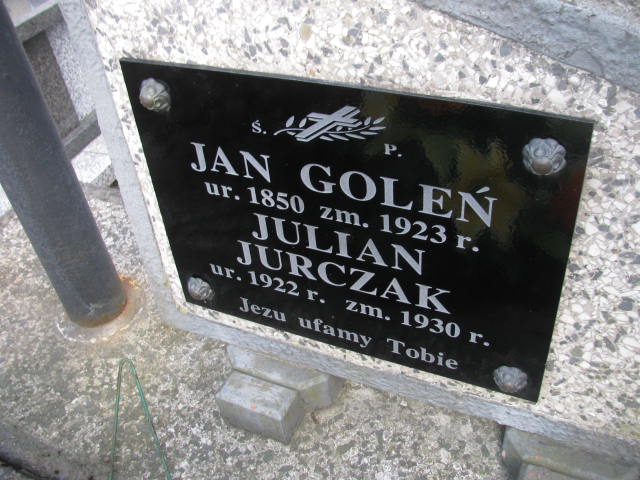 Ś. P.
JAN GOLEŃ
ur. 1850 zm. 1923 r.
JULIAN
JURCZAK
ur. 1922 r. zm. 1930 r.
Jezu ufamy Tobie